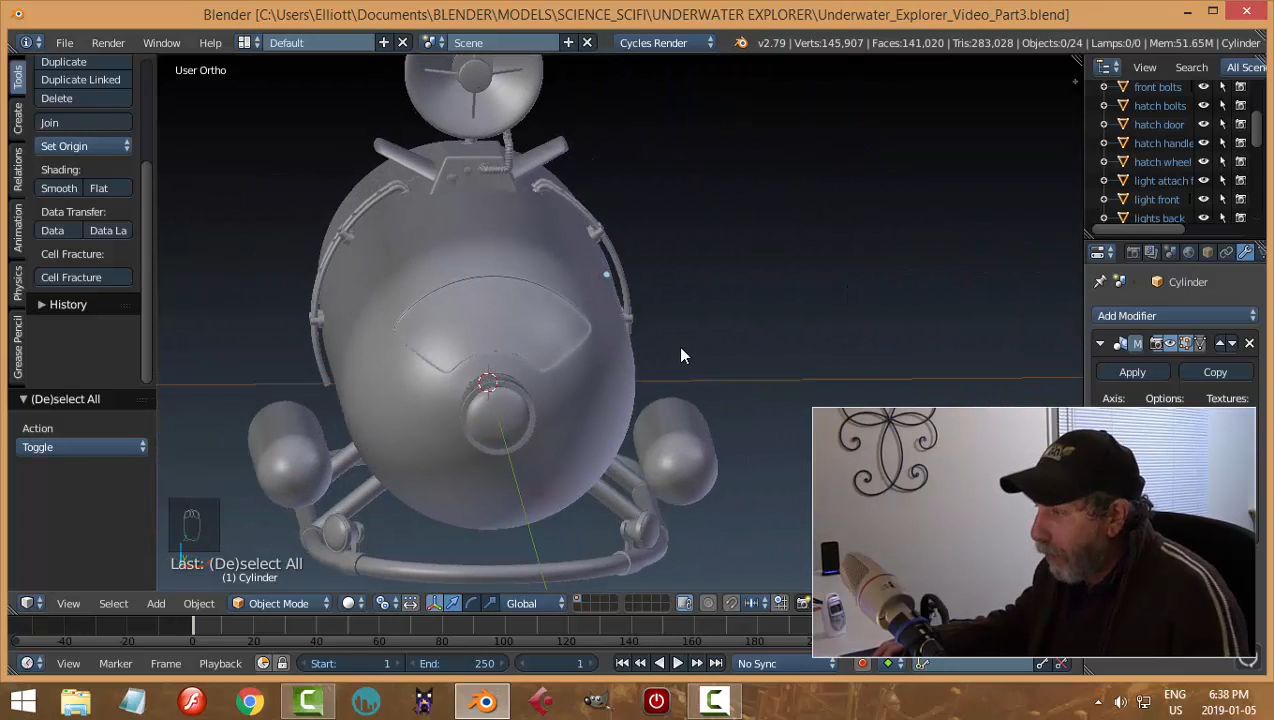 Blender [C:\Users\Elliott\Documents\BLENDER\MODELS\SCIENCE_SCIFI\UNDERWATER EXPLORER\Underwater_Explorer_Video_Part3.blend]
File Render Window Help Default Scene Cycles Render v2.79 | Verts:145,907 | Faces:141,020 | Tris:283,028 | Objects:0/24 | Lamps:0/0 | Mem:51.65M | Cylinder
Duplicate
Duplicate Linked
Delete
Join
Set Origin
Shading:
Smooth Flat
Data Transfer:
Data Data La
Cell Fracture:
Cell Fracture
History
Tools
Create
Relations
Animation
Physics
Grease Pencil
(De)select All
Action
Toggle
User Ortho
Last: (De)select All
(1) Cylinder
View Search All Scen
front bolts
hatch bolts
hatch door
hatch handle
hatch wheel
light attach f
light front
lights back
Cylinder
Add Modifier
M
Apply Copy
Axis: Options: Textures:
View Select Add Object Object Mode Global
-40 -20 0 20 40 60 80 100 120 140 160 180
View Marker Frame Playback Start: 1 End: 250 1 No Sync
ENG 6:38 PM
US 2019-01-05